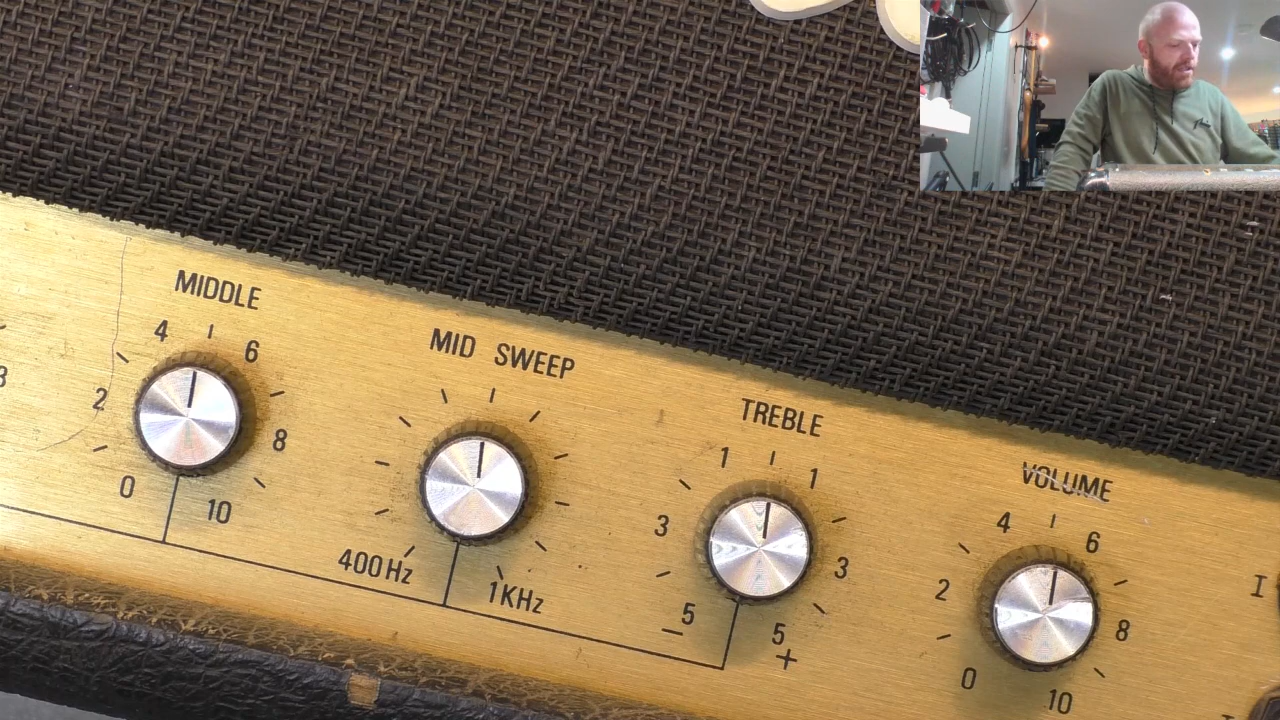 MIDDLE
4 6
2 8
0 10
MID SWEEP
400Hz 1KHz
TREBLE
1 1
3 3
5 5
− +
VOLUME
4 6
2 8
0 10
3
I